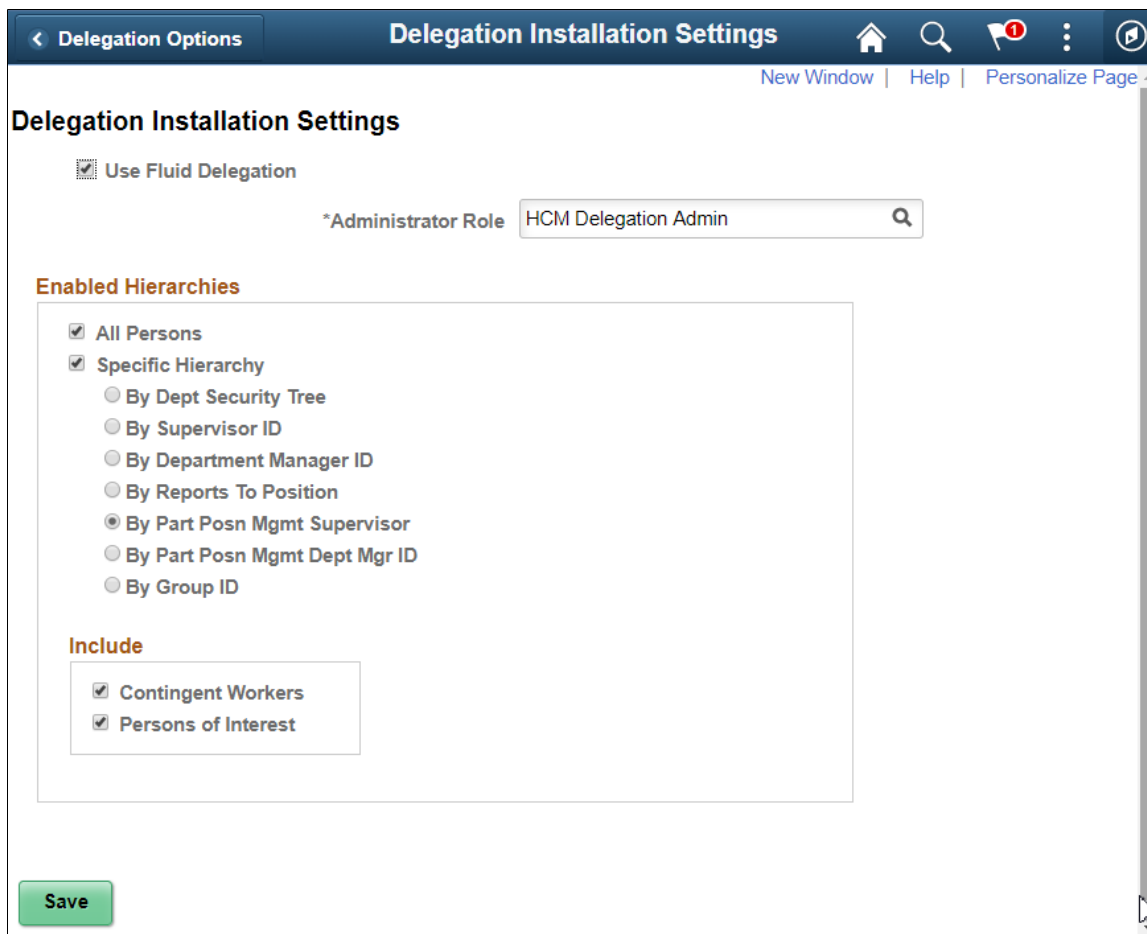 Delegation Options
Delegation Installation Settings
1
New Window | Help | Personalize Page
Delegation Installation Settings
Use Fluid Delegation
*Administrator Role HCM Delegation Admin
Enabled Hierarchies
All Persons
Specific Hierarchy
By Dept Security Tree
By Supervisor ID
By Department Manager ID
By Reports To Position
By Part Posn Mgmt Supervisor
By Part Posn Mgmt Dept Mgr ID
By Group ID
Include
Contingent Workers
Persons of Interest
Save